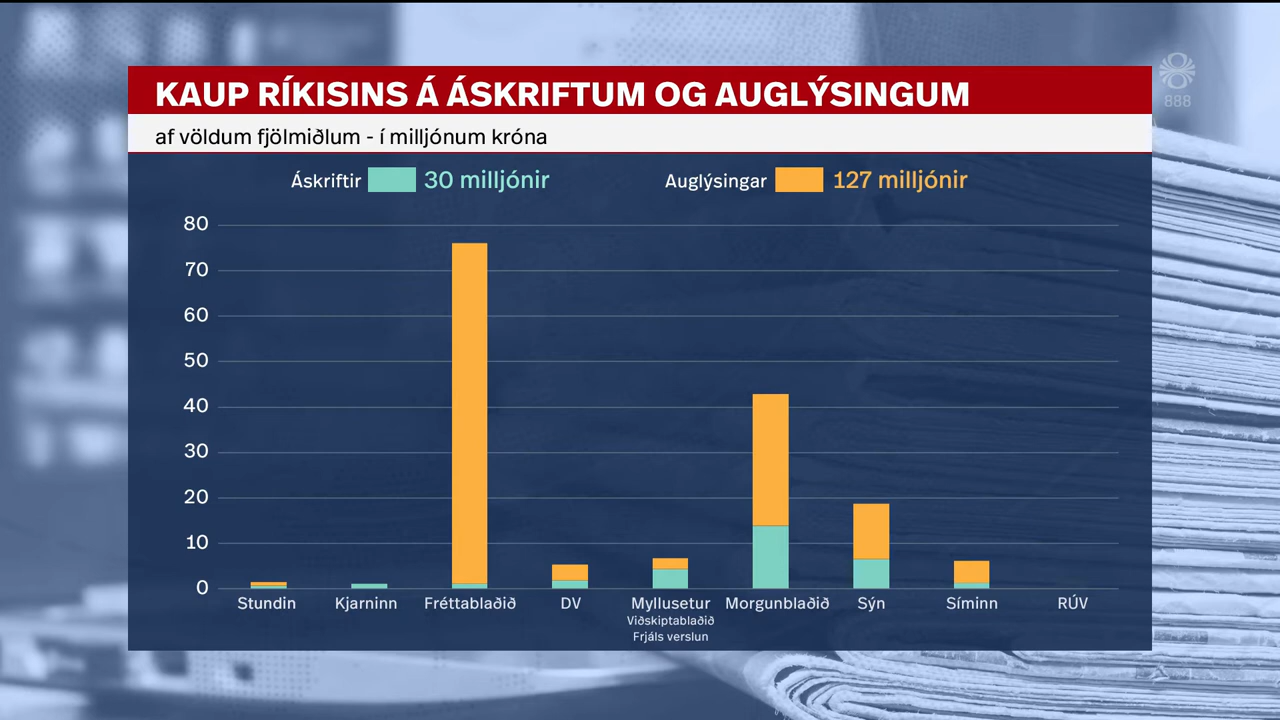 KAUP RÍKISINS Á ÁSKRIFTUM OG AUGLÝSINGUM
888
af völdum fjölmiðlum - í milljónum króna
Áskriftir 30 milljónir Auglýsingar 127 milljónir
80
70
60
50
40
30
20
10
0
Stundin Kjarninn Fréttablaðið DV Myllusetur Morgunblaðið Sýn Síminn RÚV
Viðskiptablaðið
Frjáls verslun